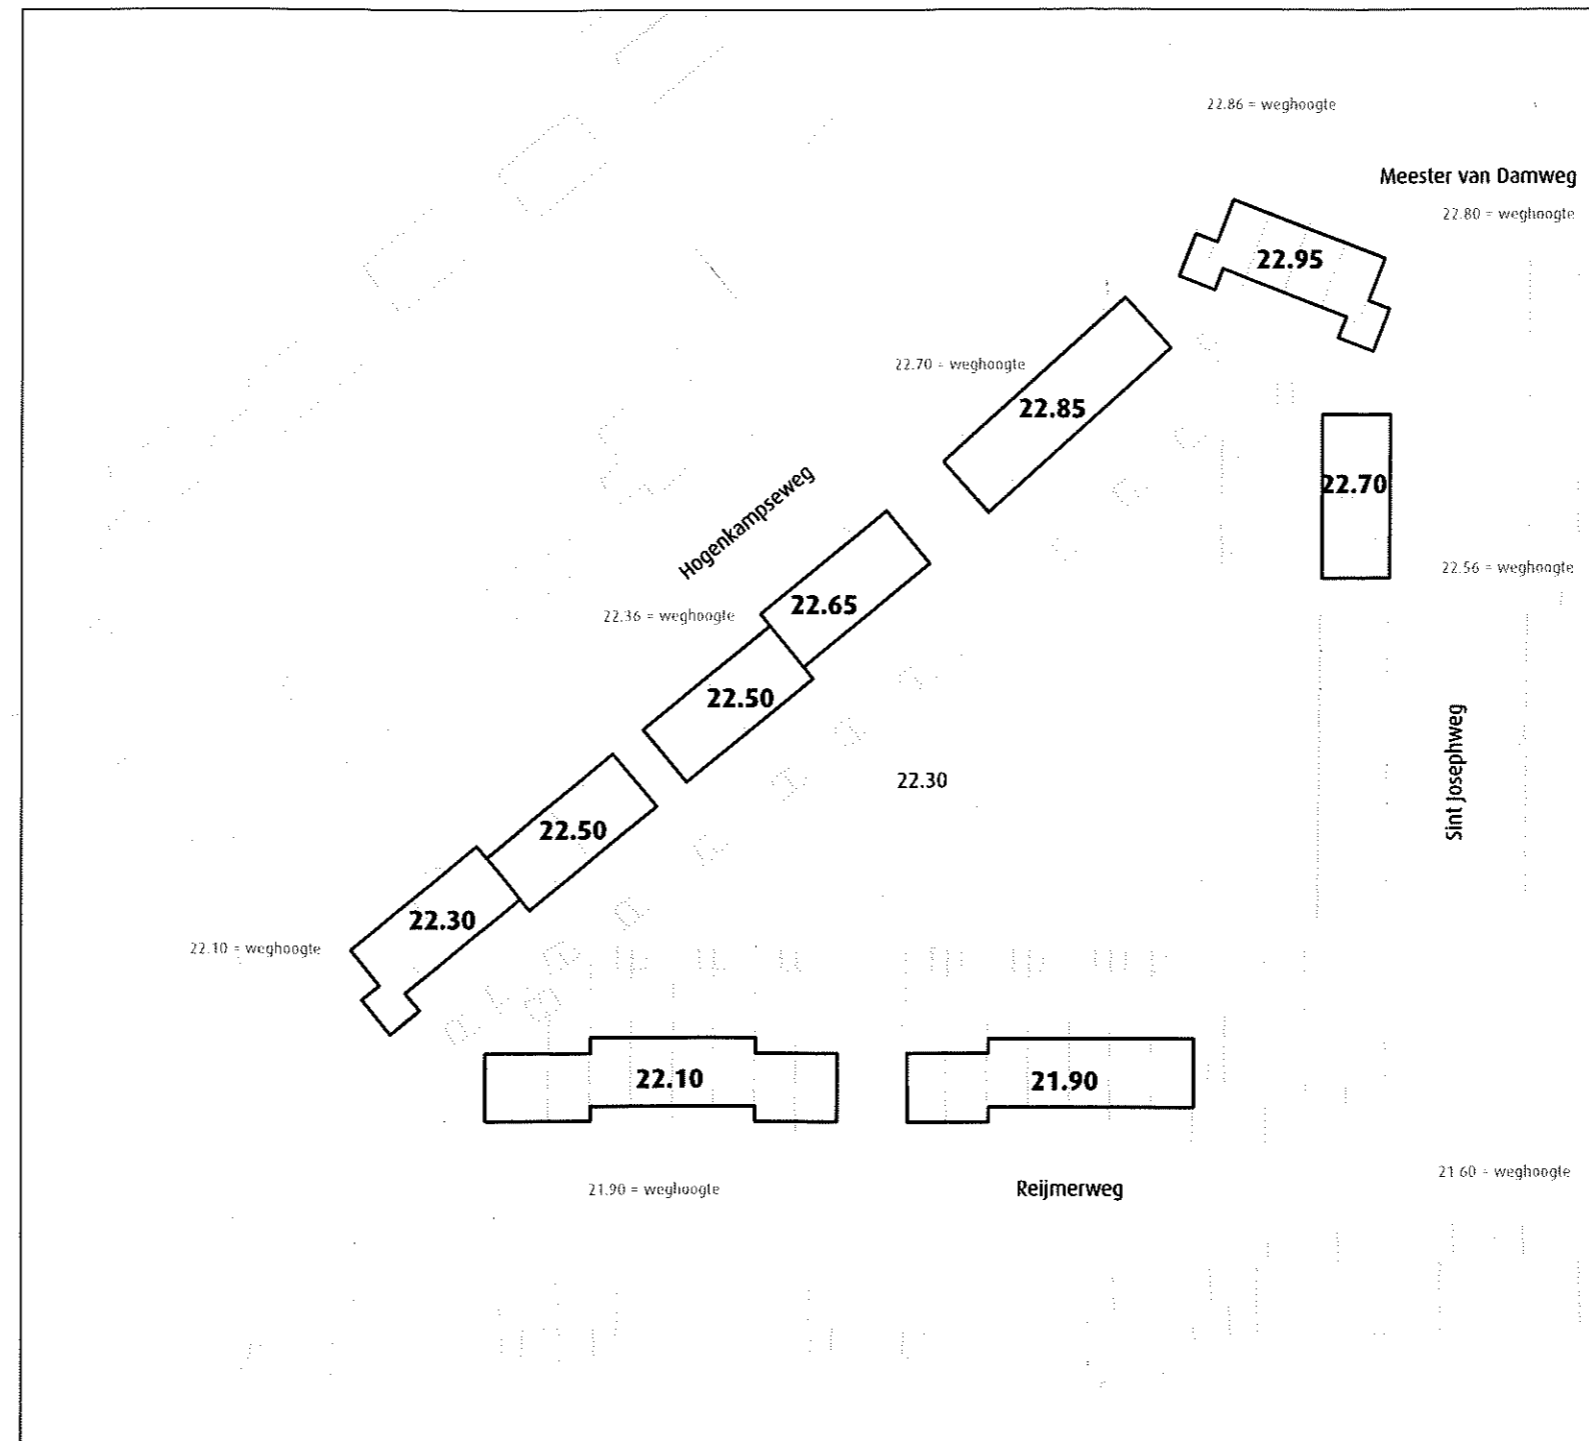 22.86 = weghoogte
Meester van Damweg
22.80 = weghoogte
22.95
22.70 = weghoogte
22.85
22.70
Hogenkampseweg
22.56 = weghoogte
22.65
22.36 = weghoogte
22.50
Sint Josephweg
22.30
22.50
22.30
22.10 = weghoogte
22.10
21.90
21.60 = weghoogte
21.90 = weghoogte
Reijmerweg